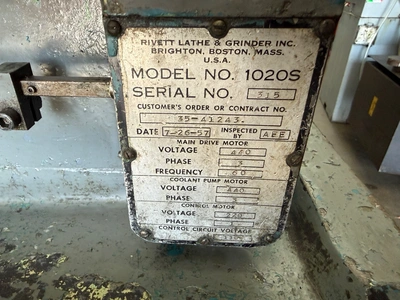 RIVETT LATHE & GRINDER INC.
BRIGHTON, BOSTON, MASS.
U.S.A.
MODEL NO. 1020S
SERIAL NO. 315
CUSTOMER'S ORDER OR CONTRACT NO.
35-41243.
DATE 7-26-57 INSPECTED BY AEE
MAIN DRIVE MOTOR
VOLTAGE 440
PHASE
FREQUENCY 60
COOLANT PUMP MOTOR
VOLTAGE 440
PHASE
CONTROL MOTOR
VOLTAGE
PHASE
CONTROL CIRCUIT VOLTAGE